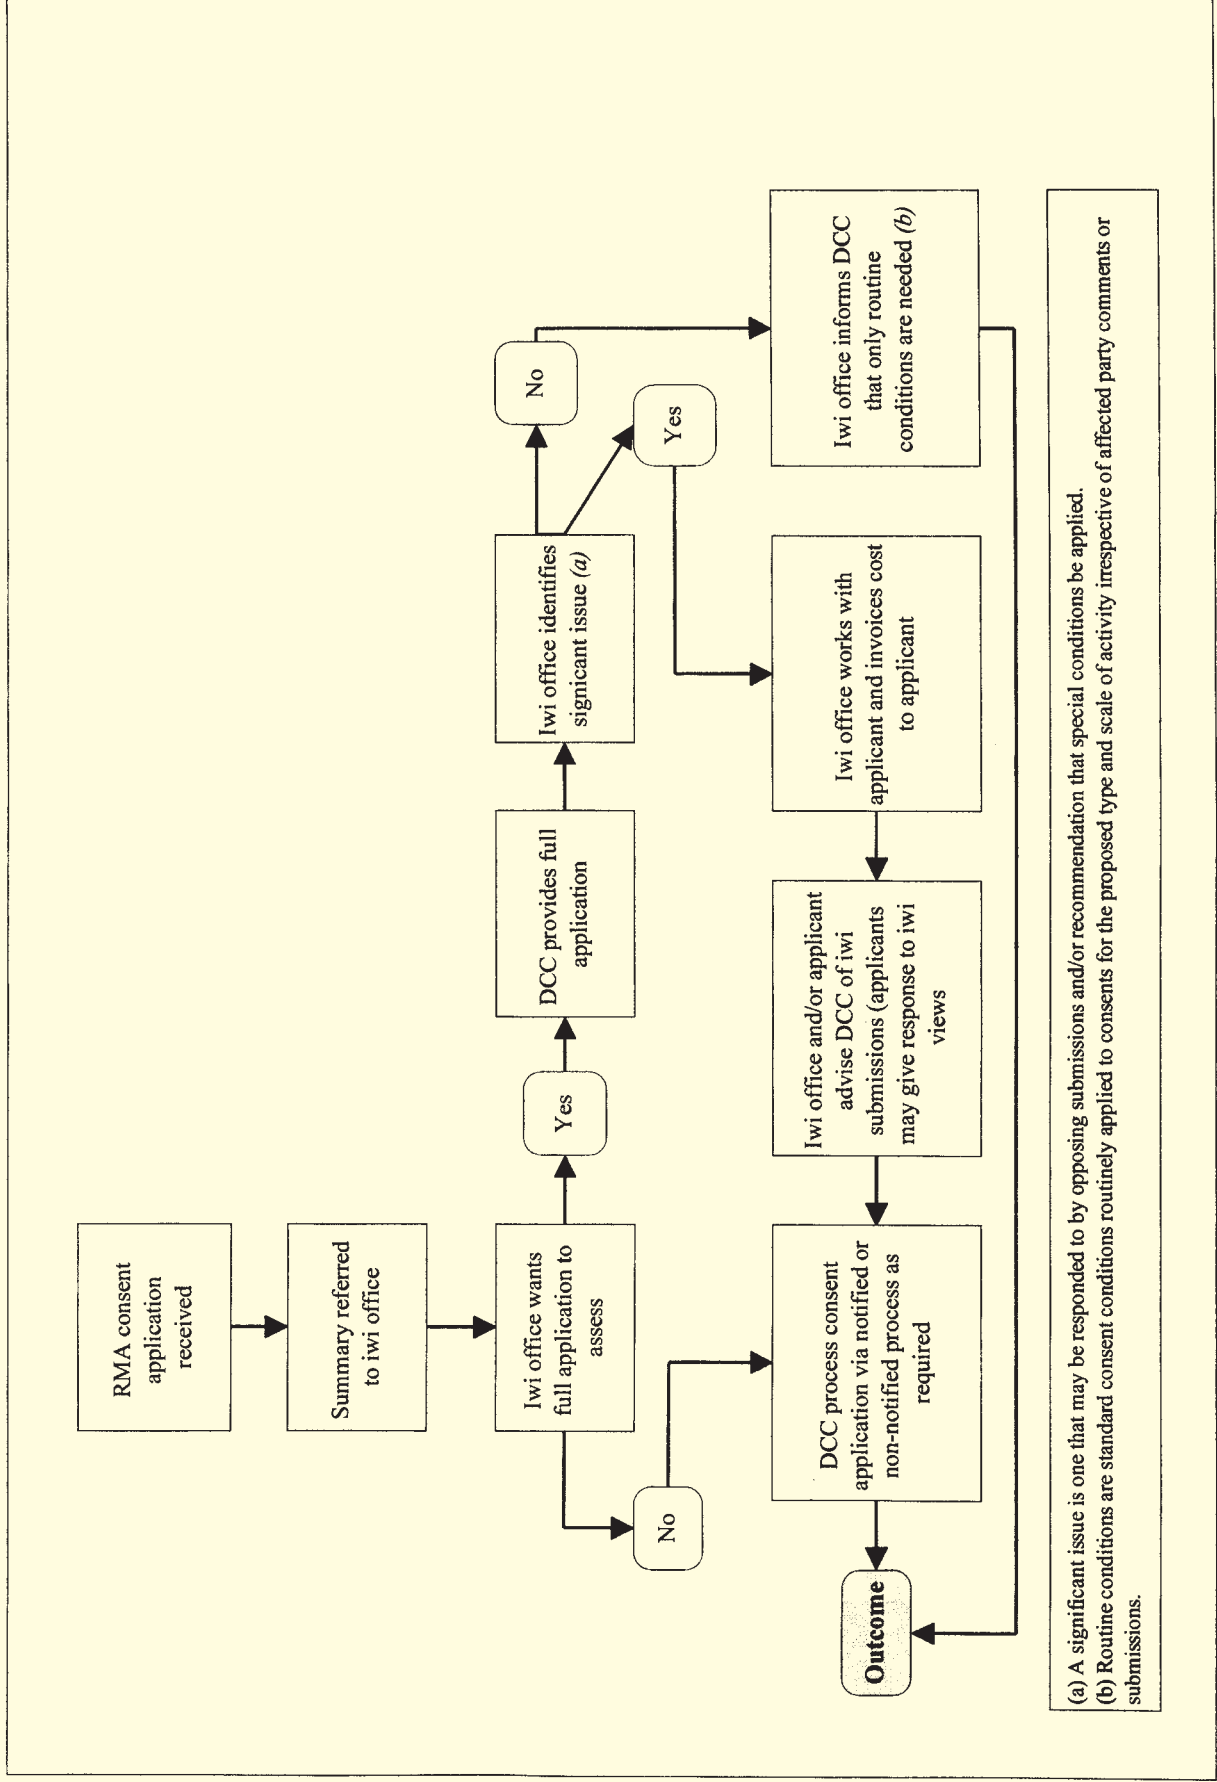 RMA consent
application
received
Summary referred
to iwi office
Iwi office wants
full application to
assess
Yes
DCC provides full
application
Iwi office identifies
signicant issue (a)
No
Yes
No
DCC process consent
application via notified or
non-notified process as
required
Iwi office and/or applicant
advise DCC of iwi
submissions (applicants
may give response to iwi
views
Iwi office works with
applicant and invoices cost
to applicant
Iwi office informs DCC
that only routine
conditions are needed (b)
Outcome
(a) A significant issue is one that may be responded to by opposing submissions and/or recommendation that special conditions be applied.
(b) Routine conditions are standard consent conditions routinely applied to consents for the proposed type and scale of activity irrespective of affected party comments or
submissions.